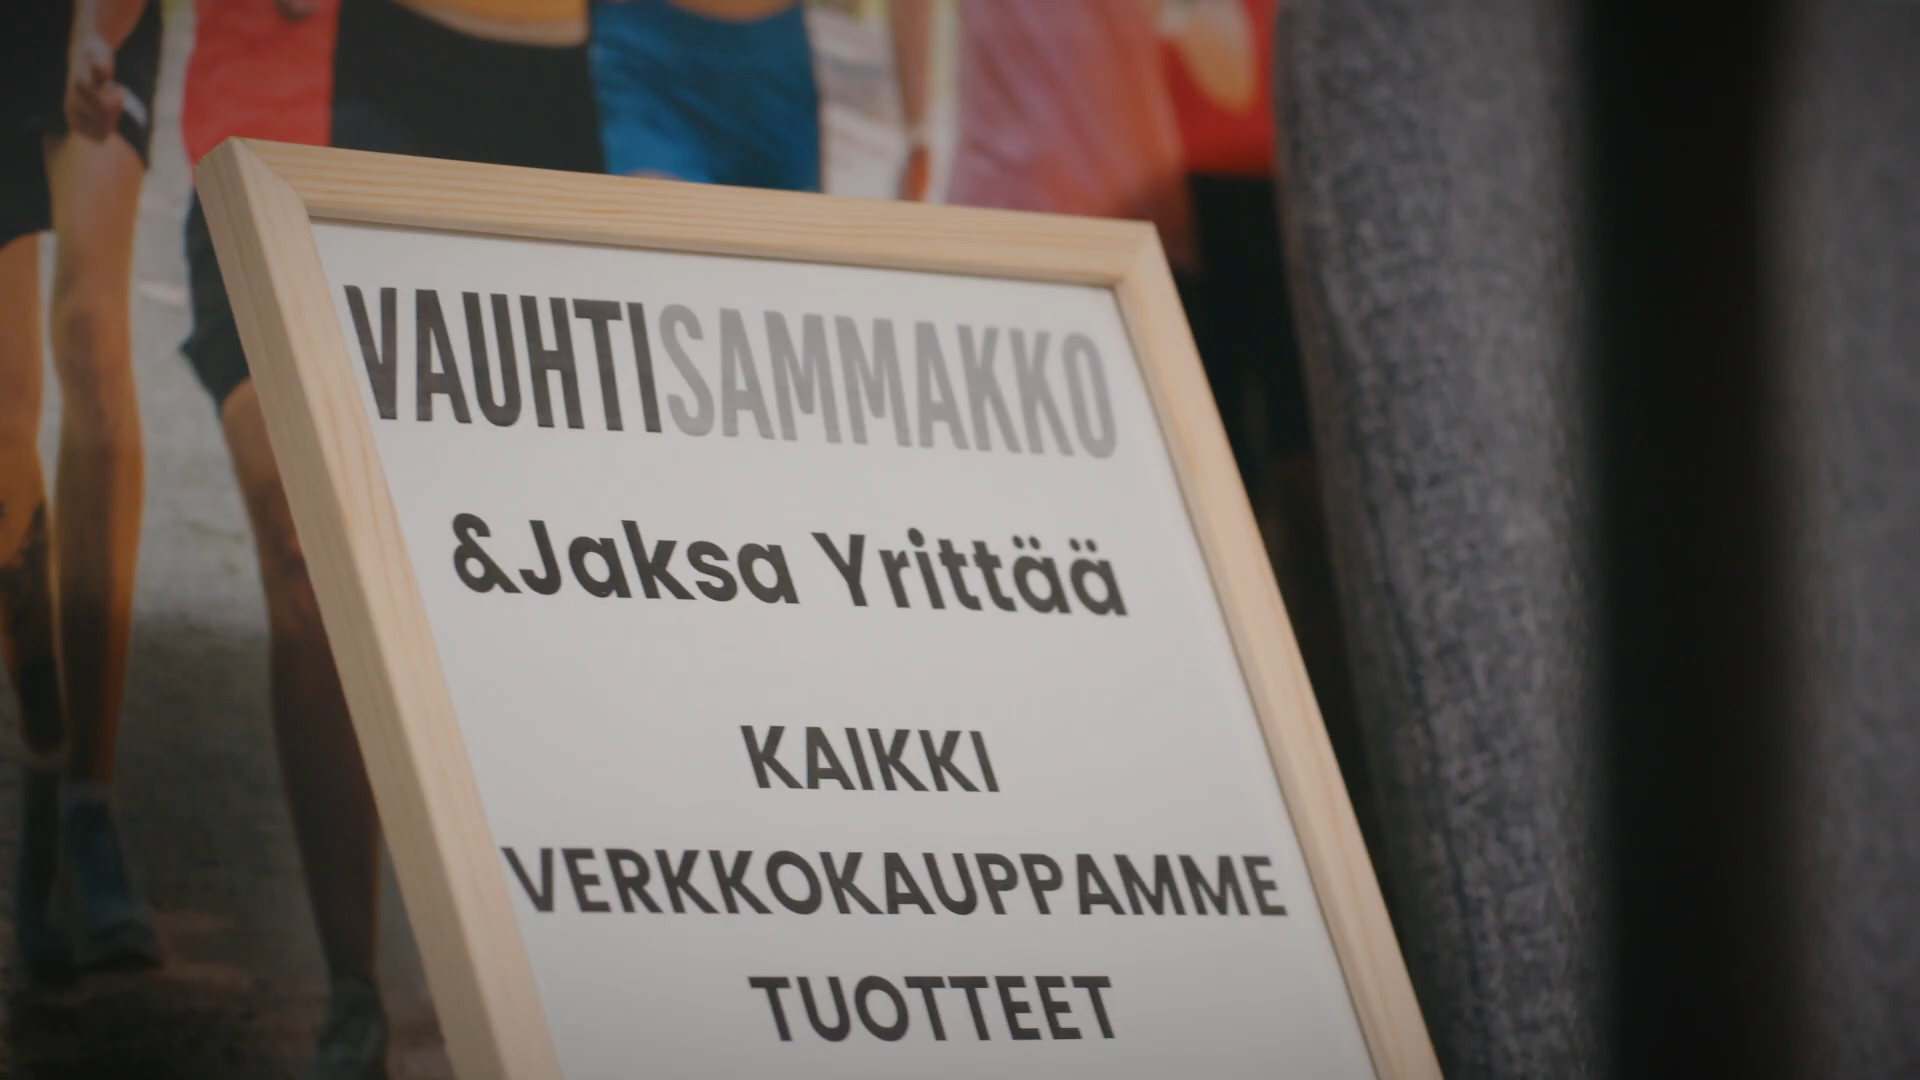 VAUHTISAMMAKKO
&Jaksa Yrittää
KAIKKI
VERKKOKAUPPAMME
TUOTTEET